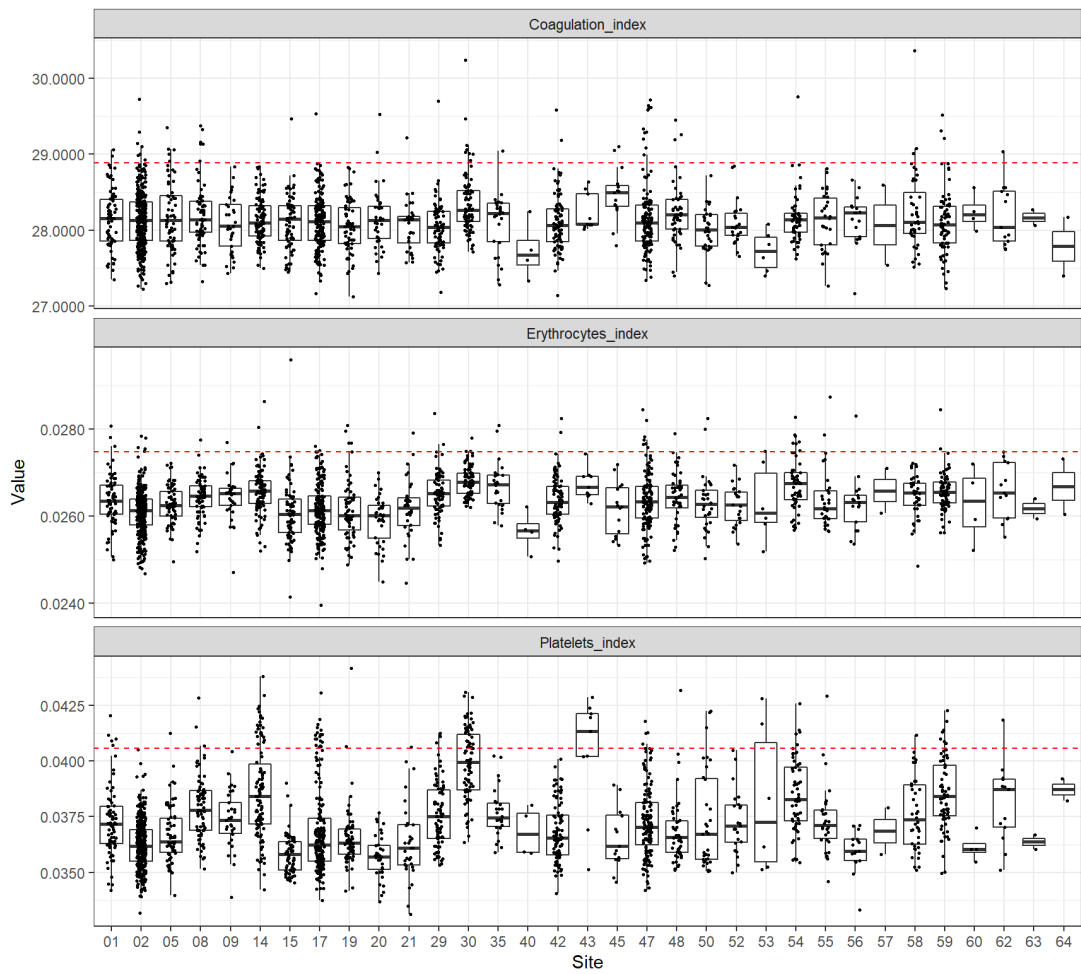 Coagulation_index
30.0000
29.0000
28.0000
27.0000
Erythrocytes_index
0.0280
0.0260
0.0240
Value
Platelets_index
0.0425
0.0400
0.0375
0.0350
01 02 05 08 09 14 15 17 19 20 21 29 30 35 40 42 43 45 47 48 50 52 53 54 55 56 57 58 59 60 62 63 64
Site